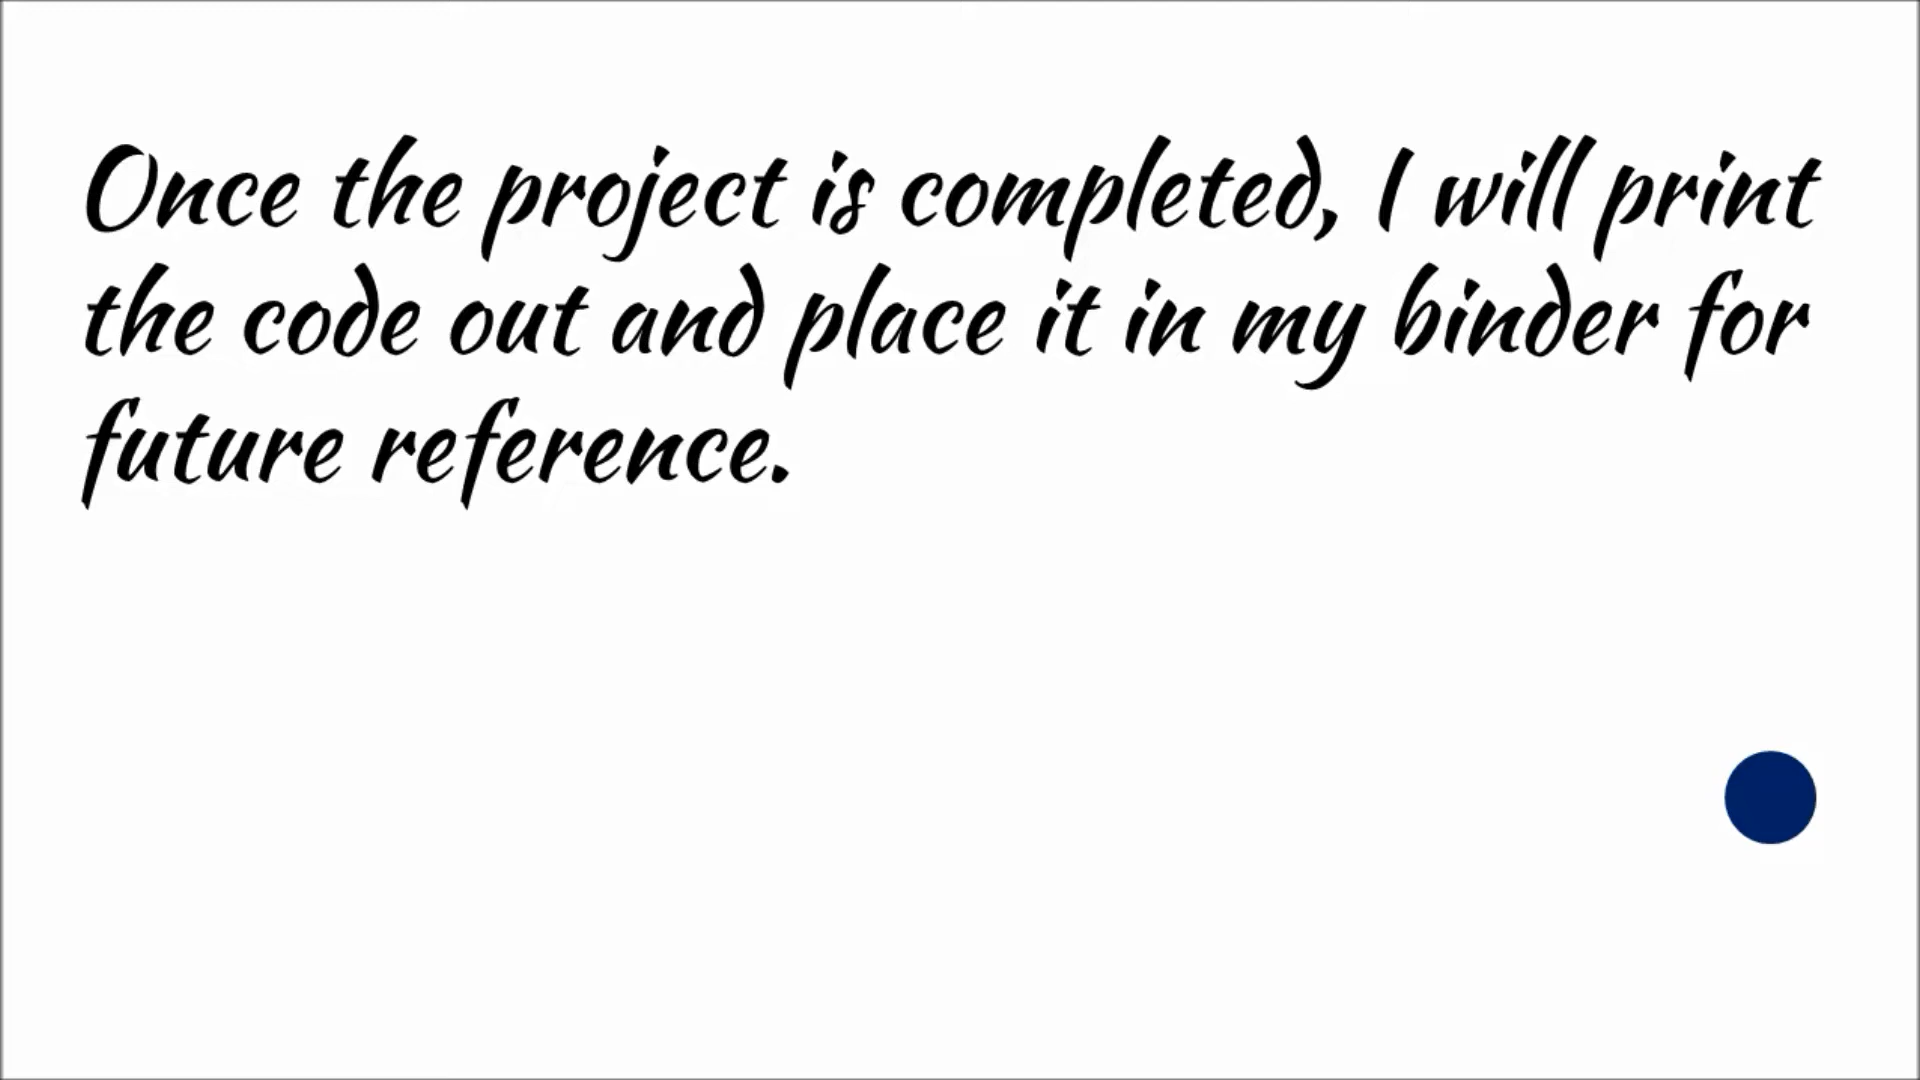 Once the project is completed, I will print
the code out and place it in my binder for
future reference.